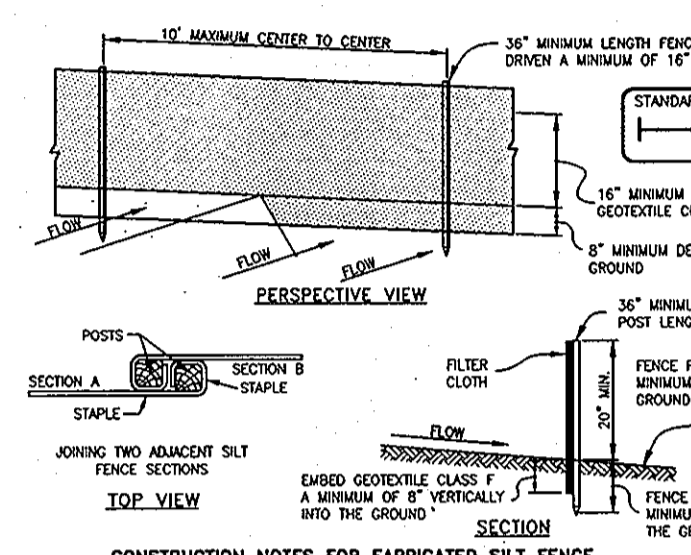 10' MAXIMUM CENTER TO CENTER
36" MINIMUM LENGTH FENC
DRIVEN A MINIMUM OF 16"
STANDAR
16" MINIMUM
GEOTEXTILE CL
8" MINIMUM DE
GROUND
FLOW
FLOW
FLOW
PERSPECTIVE VIEW
POSTS
SECTION A
SECTION B
STAPLE
STAPLE
JOINING TWO ADJACENT SILT
FENCE SECTIONS
TOP VIEW
36" MINIMU
POST LENG
FILTER
CLOTH
20" MIN.
FENCE P
MINIMUM
GROUND
FLOW
EMBED GEOTEXTILE CLASS F
A MINIMUM OF 8" VERTICALLY
INTO THE GROUND
FENCE
MINIMU
THE GR
SECTION
CONSTRUCTION NOTES FOR FABRICATED SILT FENCE